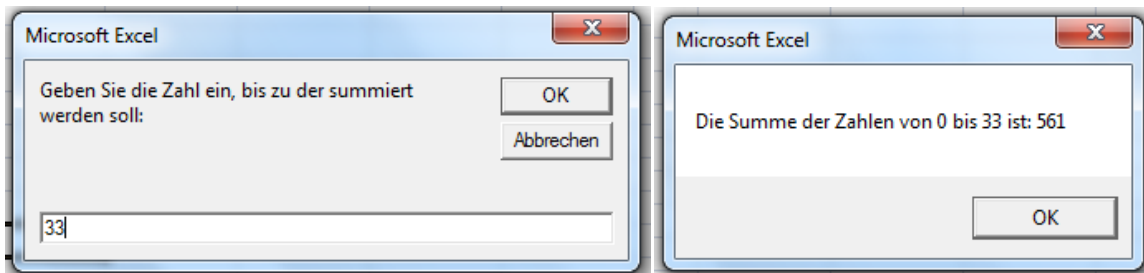 Microsoft Excel
Geben Sie die Zahl ein, bis zu der summiert
werden soll:
OK
Abbrechen
33
Microsoft Excel
Die Summe der Zahlen von 0 bis 33 ist: 561
OK